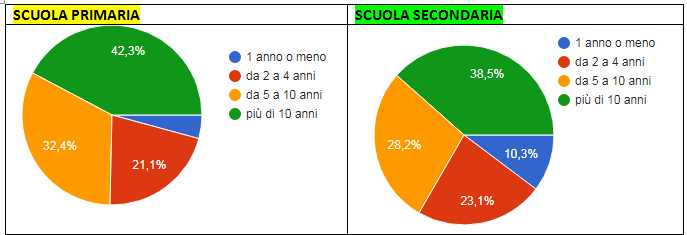 SCUOLA PRIMARIA
42,3%
32,4%
21,1%
1 anno o meno
da 2 a 4 anni
da 5 a 10 anni
più di 10 anni
SCUOLA SECONDARIA
38,5%
28,2%
10,3%
23,1%
1 anno o meno
da 2 a 4 anni
da 5 a 10 anni
più di 10 anni